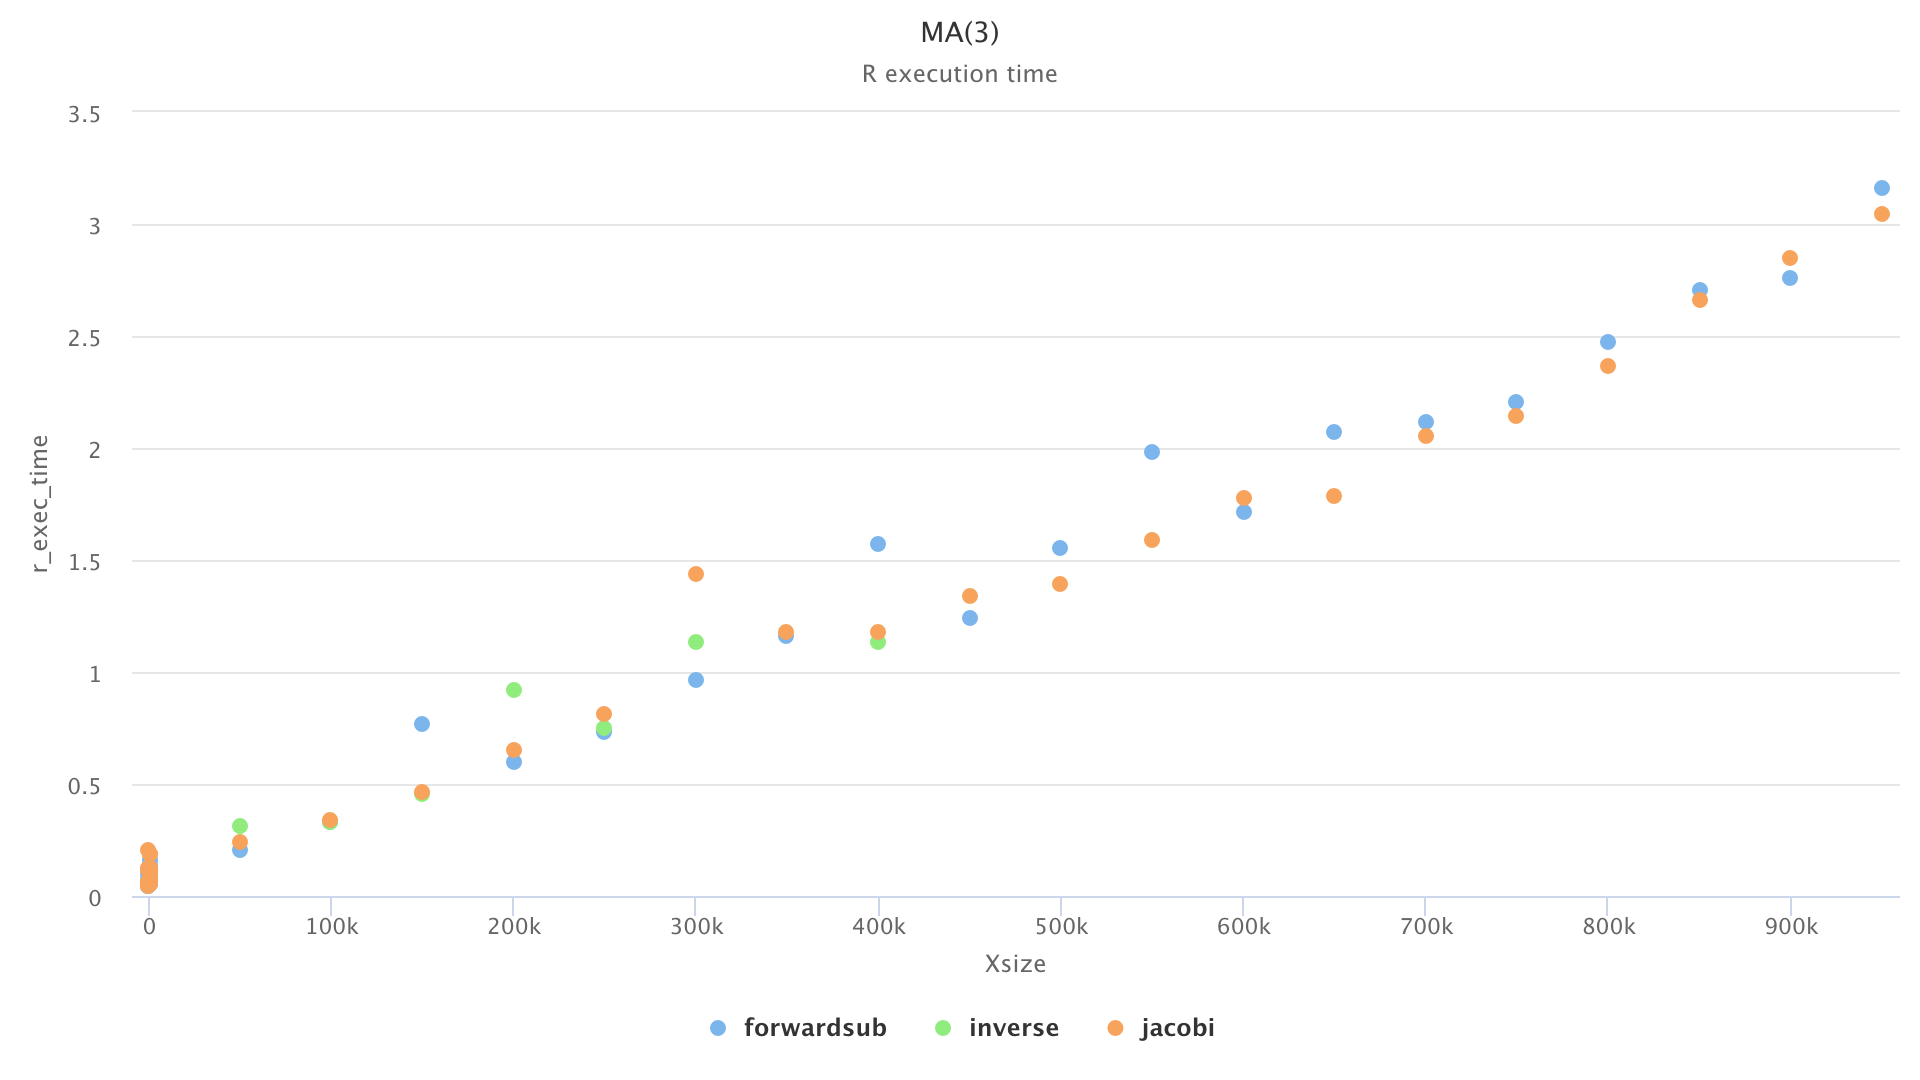 MA(3)
R execution time
3.5
3
2.5
2
1.5
1
0.5
0
r_exec_time
0 100k 200k 300k 400k 500k 600k 700k 800k 900k
Xsize
forwardsub inverse jacobi